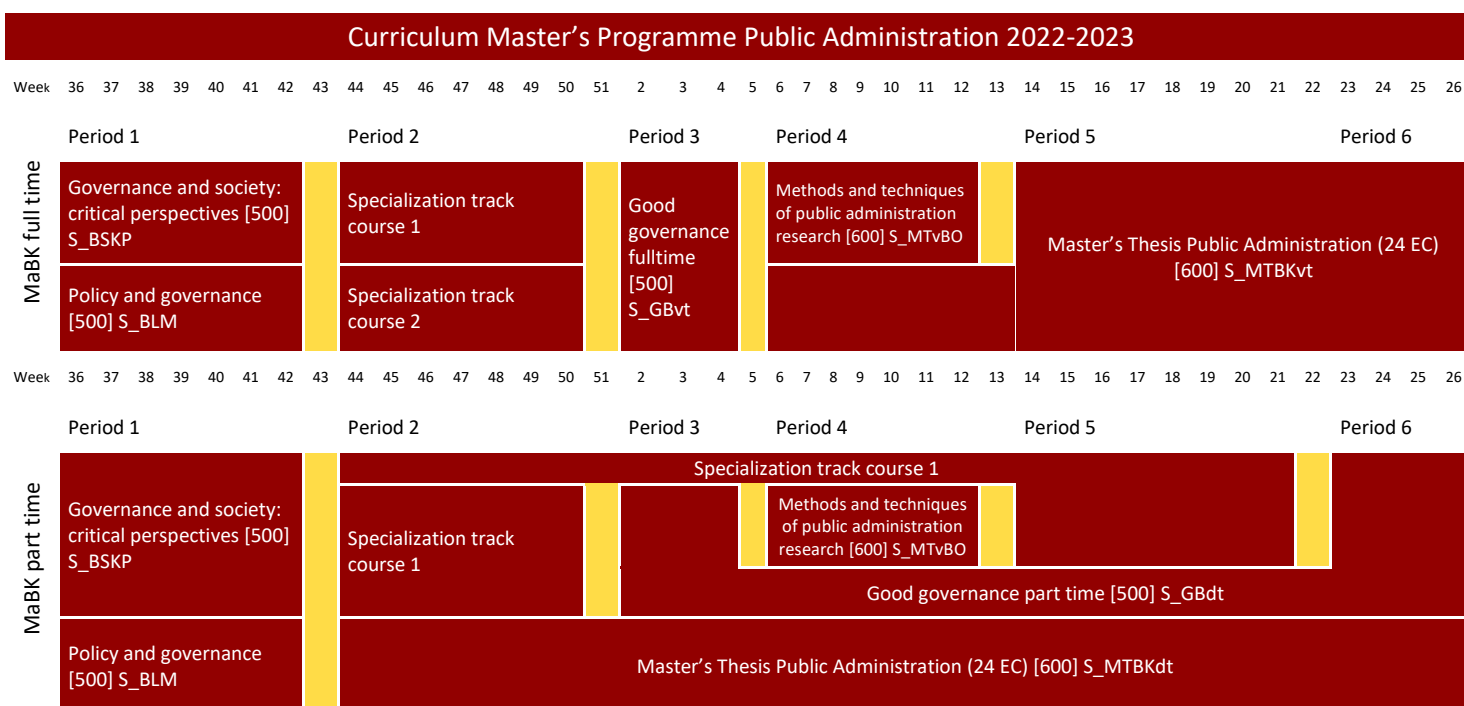 Curriculum Master's Programme Public Administration 2022-2023
Week 36 37 38 39 40 41 42 43 44 45 46 47 48 49 50 51 2 3 4 5 6 7 8 9 10 11 12 13 14 15 16 17 18 19 20 21 22 23 24 25 26
Period 1 Period 2 Period 3 Period 4 Period 5 Period 6
MaBK full time
Governance and society:
critical perspectives [500]
S_BSKP
Policy and governance
[500] S_BLM
Specialization track
course 1
Specialization track
course 2
Good
governance
fulltime
[500]
S_GBvt
Methods and techniques
of public administration
research [600] S_MTvBO
Master's Thesis Public Administration (24 EC)
[600] S_MTBKvt
Week 36 37 38 39 40 41 42 43 44 45 46 47 48 49 50 51 2 3 4 5 6 7 8 9 10 11 12 13 14 15 16 17 18 19 20 21 22 23 24 25 26
Period 1 Period 2 Period 3 Period 4 Period 5 Period 6
MaBK part time
Governance and society:
critical perspectives [500]
S_BSKP
Policy and governance
[500] S_BLM
Specialization track course 1
Specialization track
course 1
Methods and techniques
of public administration
research [600] S_MTvBO
Good governance part time [500] S_GBdt
Master's Thesis Public Administration (24 EC) [600] S_MTBKdt